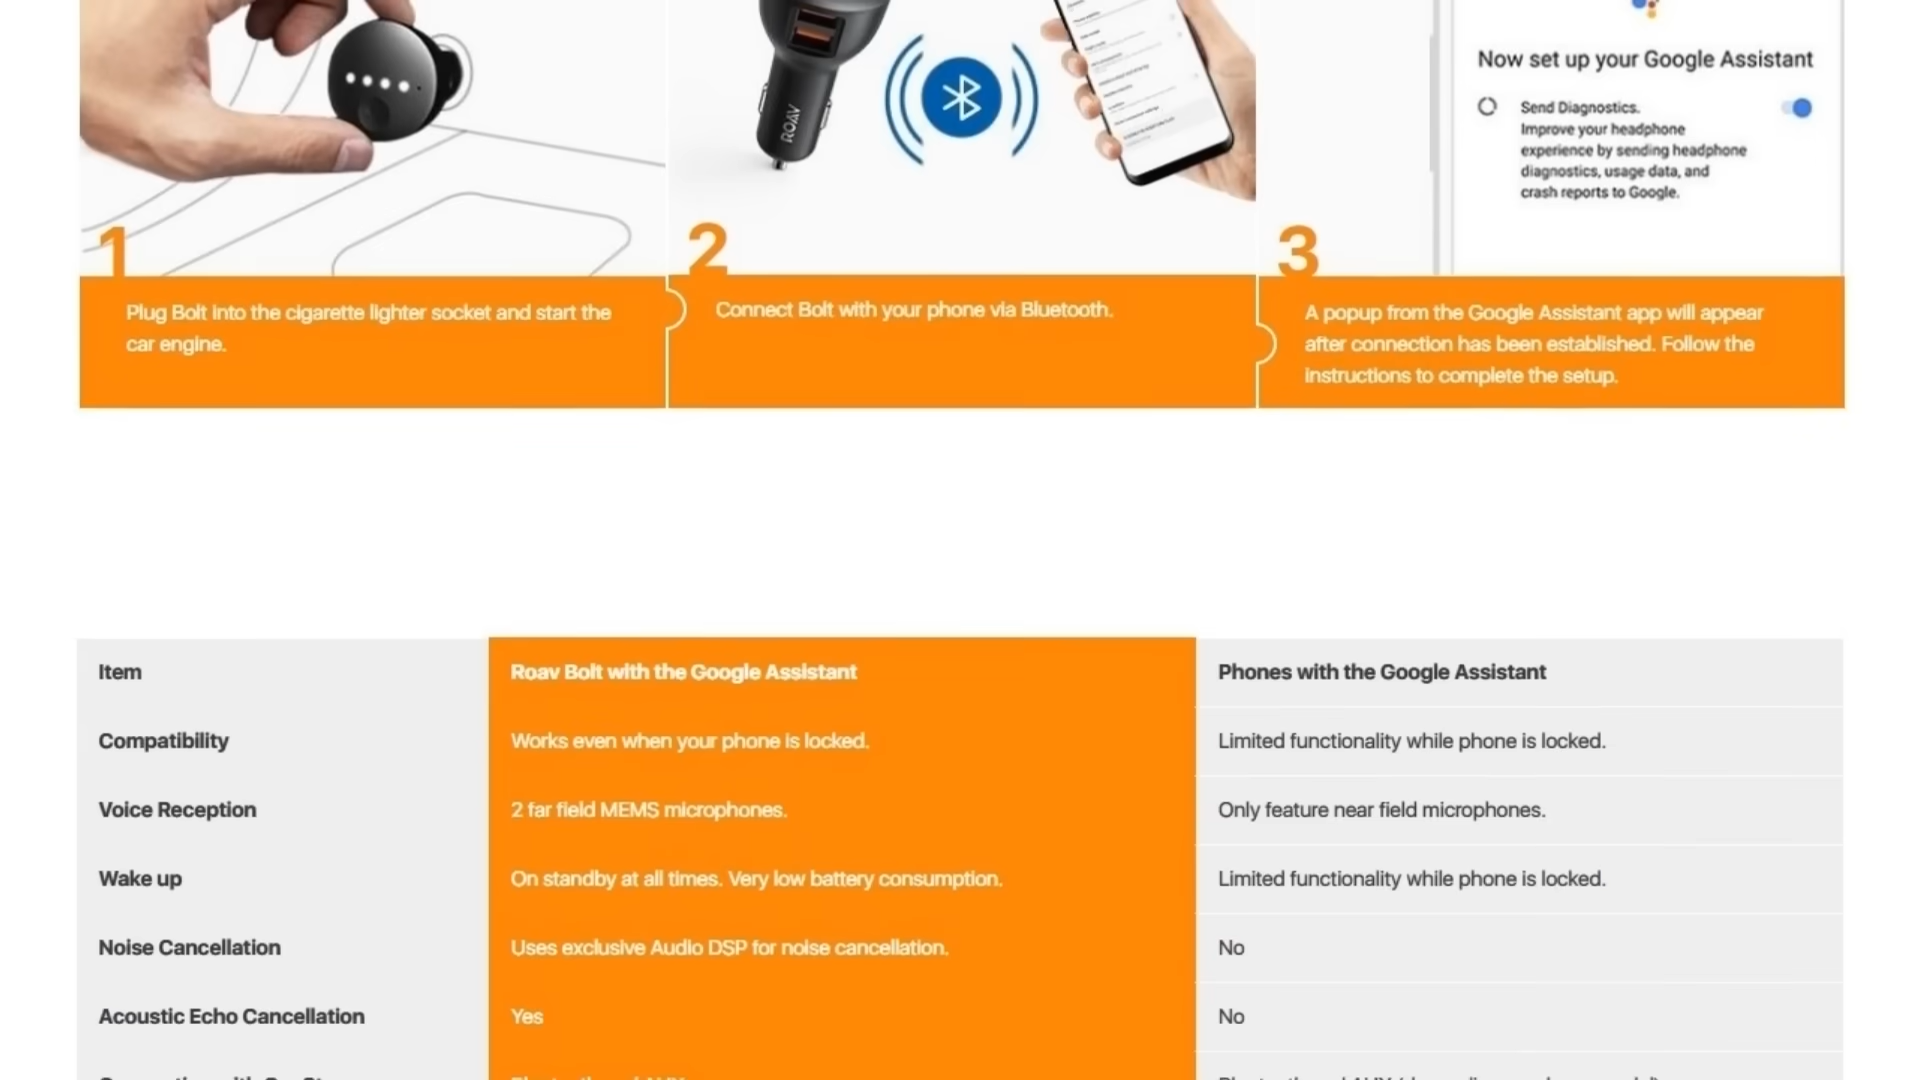 ROAV
Now set up your Google Assistant
Send Diagnostics.
Improve your headphone
experience by sending headphone
diagnostics, usage data, and
crash reports to Google.
1
2
3
Plug Bolt into the cigarette lighter socket and start the
car engine.
Connect Bolt with your phone via Bluetooth.
A popup from the Google Assistant app will appear
after connection has been established. Follow the
instructions to complete the setup.
Item
Roav Bolt with the Google Assistant
Phones with the Google Assistant
Compatibility
Works even when your phone is locked.
Limited functionality while phone is locked.
Voice Reception
2 far field MEMS microphones.
Only feature near field microphones.
Wake up
On standby at all times. Very low battery consumption.
Limited functionality while phone is locked.
Noise Cancellation
Uses exclusive Audio DSP for noise cancellation.
No
Acoustic Echo Cancellation
Yes
No